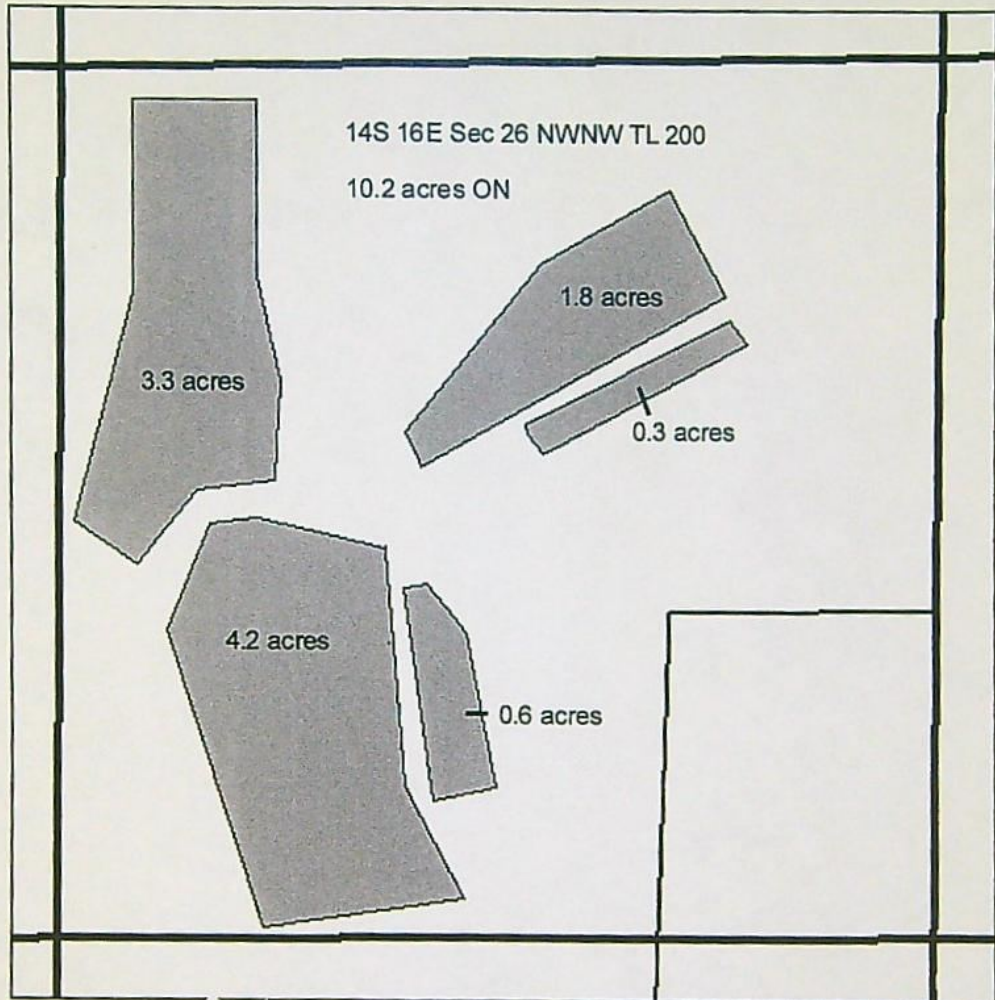 14S 16E Sec 26 NWNW TL 200
10.2 acres ON
1.8 acres
3.3 acres
0.3 acres
4.2 acres
0.6 acres